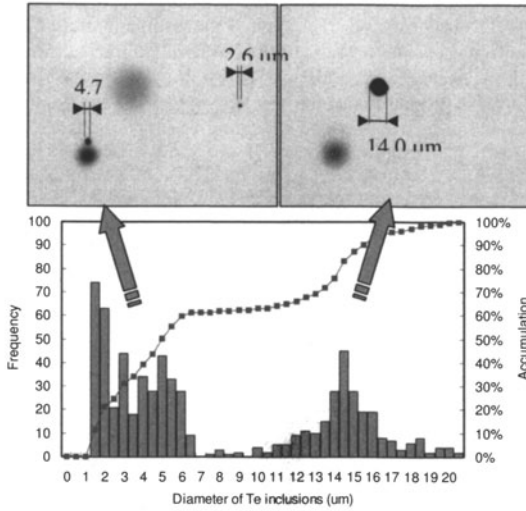 2.6 um
4.7
14.0 um
100 100%
90 90%
80 80%
70 70%
60 60%
50 50%
40 40%
30 30%
20 20%
10 10%
0 0%
Frequency
Accumulation
0 1 2 3 4 5 6 7 8 9 10 11 12 13 14 15 16 17 18 19 20
Diameter of Te inclusions (um)